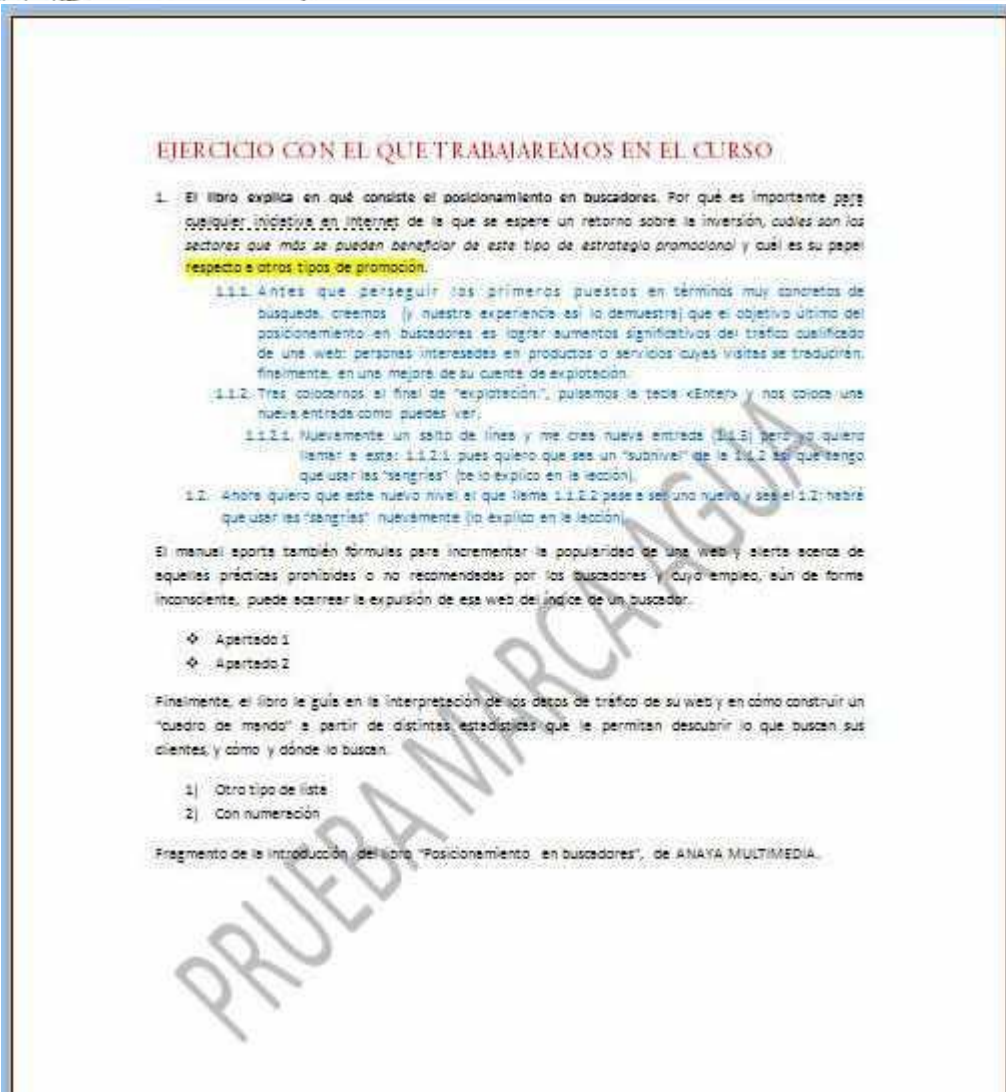 EJERCICIO CON EL QUE TRABAJAREMOS EN EL CURSO
1. El libro explica en qué consiste el posicionamiento en buscadores. Por qué es importante para
cualquier iniciativa en Internet de la que se espere un retorno sobre la inversión, cuáles son los
sectores que más se pueden beneficiar de este tipo de estrategia promocional y cuál es su papel
respecto a otros tipos de promoción.
1.1.1. Antes que perseguir los primeros puestos en términos muy concretos de
busqueda, creemos (y nuestra experiencia así lo demuestra) que el objetivo último del
posicionamiento en buscadores es lograr aumentos significativos del tráfico cualificado
de una web: personas interesadas en productos o servicios cuyas visitas se traducirán,
finalmente, en una mejora de su cuenta de explotación.
1.1.2. Tras colocarnos al final de "explotación.", pulsamos la tecla <Enter> y nos coloca una
nueva entrada como puedes ver.
1.1.2.1. Nuevamente un salto de línea y me crea nueva entrada (1.1.3) pero yo quiero
llamar a esta: 1.1.2.1 pues quiero que sea un "subnivel" de la 1.1.2 así que tengo
que usar las "sangrías" (te lo explico en la lección).
1.2. Ahora quiero que este nuevo nivel al que llama 1.1.2.2 pase a ser uno nuevo y sea el 1.2: habrá
que usar las "sangrías" nuevamente (lo explico en la lección).
El manual aporta también fórmulas para incrementar la popularidad de una web y alerta acerca de
aquellas prácticas prohibidas o no recomendadas por los buscadores y cuyo empleo, aún de forma
inconsciente, puede acarrear la expulsión de esa web del índice de un buscador.
❖ Apartado 1
❖ Apartado 2
Finalmente, el libro le guía en la interpretación de los datos de tráfico de su web y en cómo construir un
"cuadro de mando" a partir de distintas estadísticas que le permitan descubrir lo que buscan sus
clientes, y cómo y dónde lo buscan.
1) Otro tipo de lista
2) Con numeración
Fragmento de la introducción del libro "Posicionamiento en buscadores", de ANAYA MULTIMEDIA.
PRUEBA MARCA AGUA